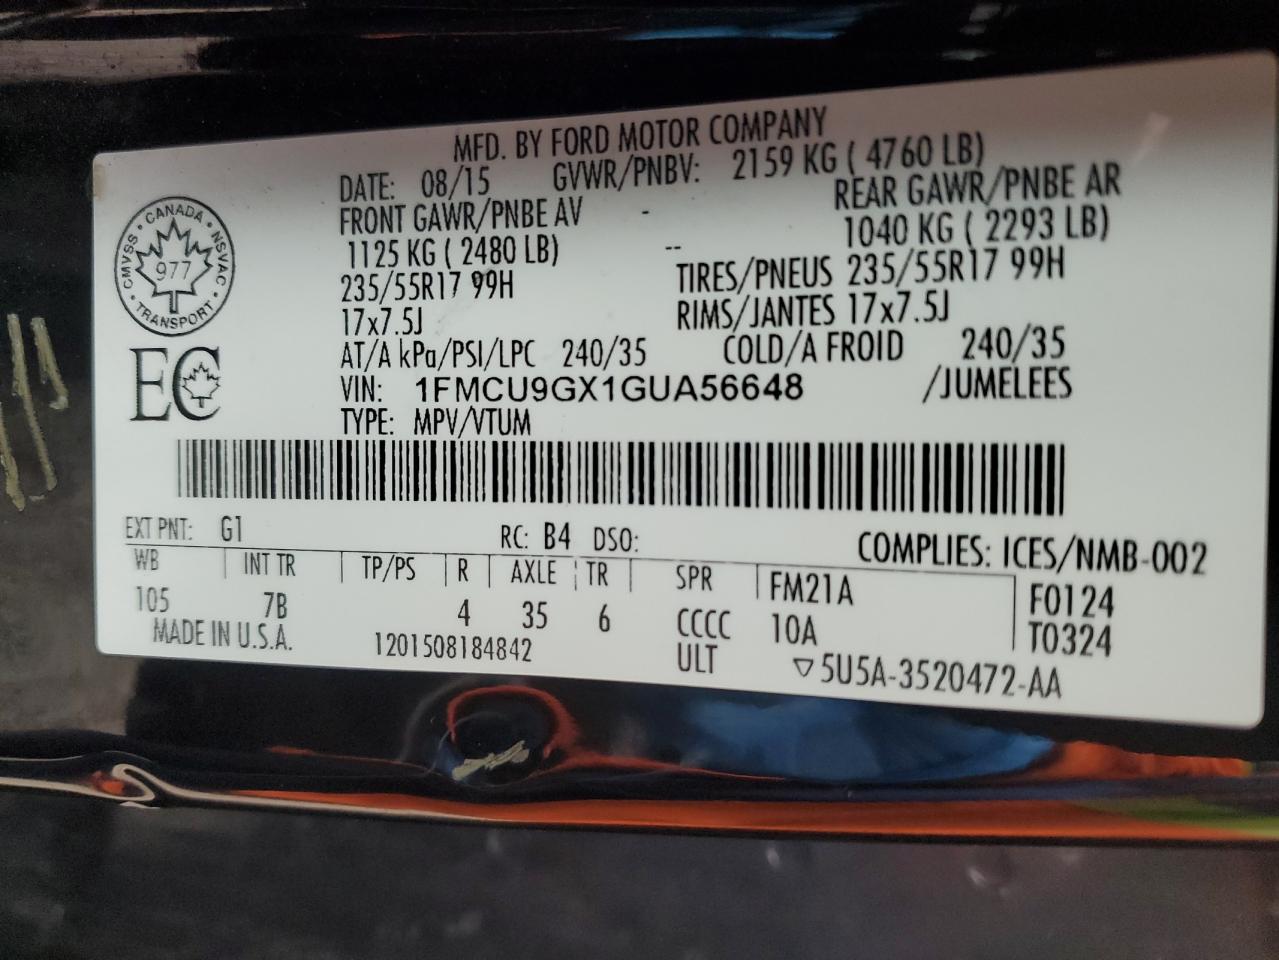 MFD. BY FORD MOTOR COMPANY
DATE: 08/15 GVWR/PNBV: 2159 KG ( 4760 LB)
FRONT GAWR/PNBE AV - REAR GAWR/PNBE AR
1125 KG ( 2480 LB) -- 1040 KG ( 2293 LB)
235/55R17 99H TIRES/PNEUS 235/55R17 99H
17x7.5J RIMS/JANTES 17x7.5J
AT/A kPa/PSI/LPC 240/35 COLD/A FROID 240/35
VIN: 1FMCU9GX1GUA56648 /JUMELEES
TYPE: MPV/VTUM
CMVSS · CANADA · NSVAC · TRANSPORT ·
977
EC
EXT PNT: G1 RC: B4 DSO: COMPLIES: ICES/NMB-002
WB INT TR TP/PS R AXLE TR SPR FM21A F0124
105 7B 4 35 6 CCCC 10A T0324
MADE IN U.S.A. 1201508184842 ULT ▽5U5A-3520472-AA